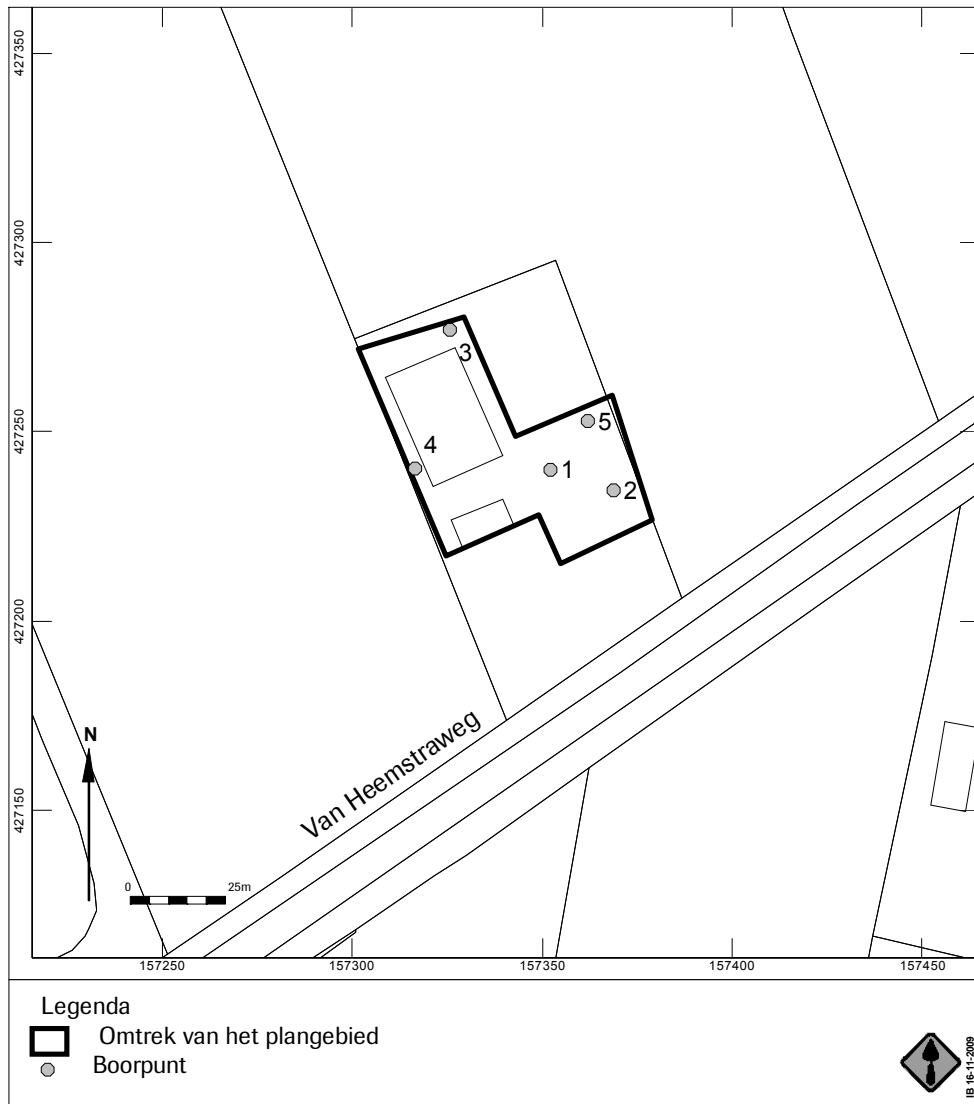 427350
427300
427250
427200
427150
3
4
5
1
2
Van Heemstraweg
N
0 25m
157250 157300 157350 157400 157450
Legenda
Omtrek van het plangebied
Boorpunt
IB 16-11-2009